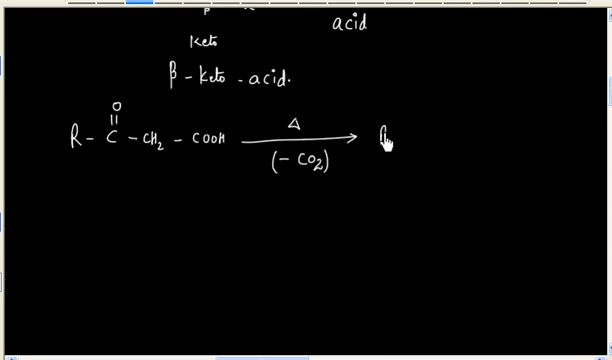 acid
keto
β - keto - acid.
O
R - C - CH2 - COOH
Δ
(- CO2)